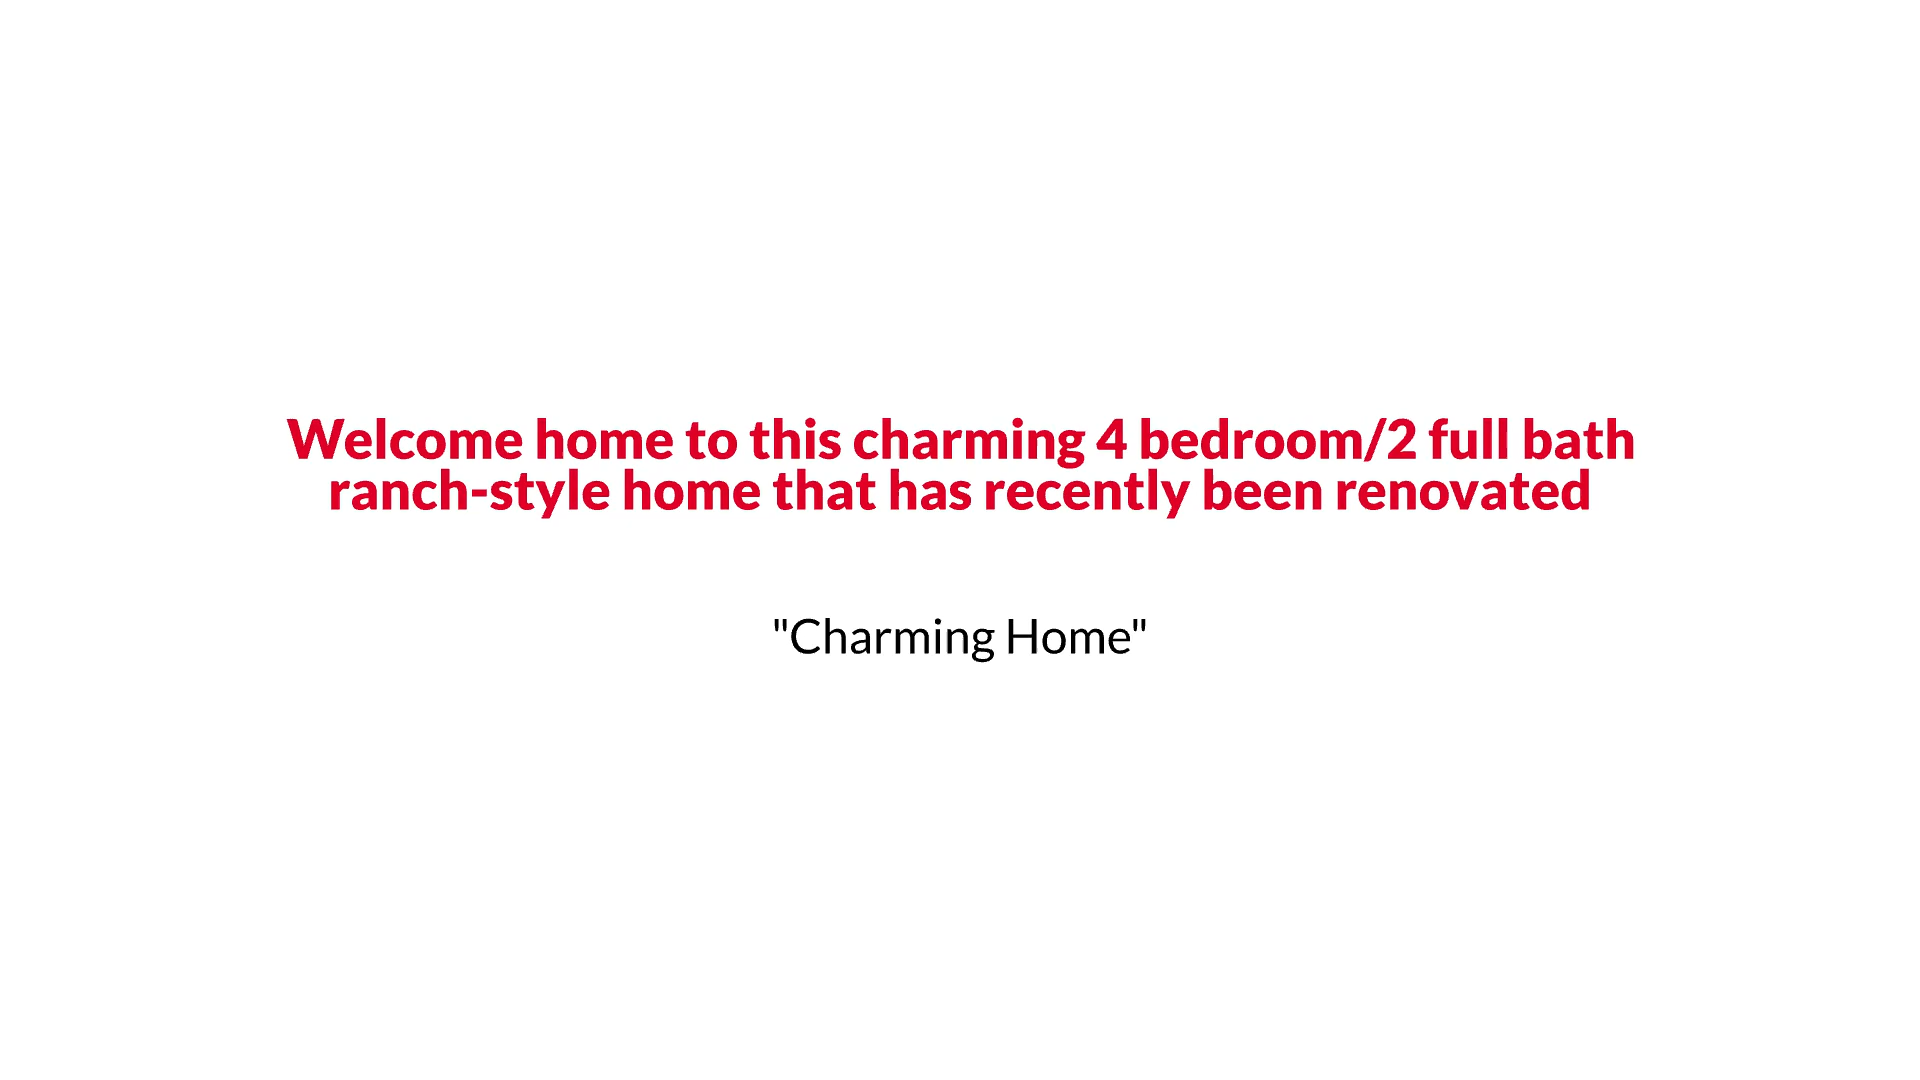 Welcome home to this charming 4 bedroom/2 full bath
ranch-style home that has recently been renovated
"Charming Home"